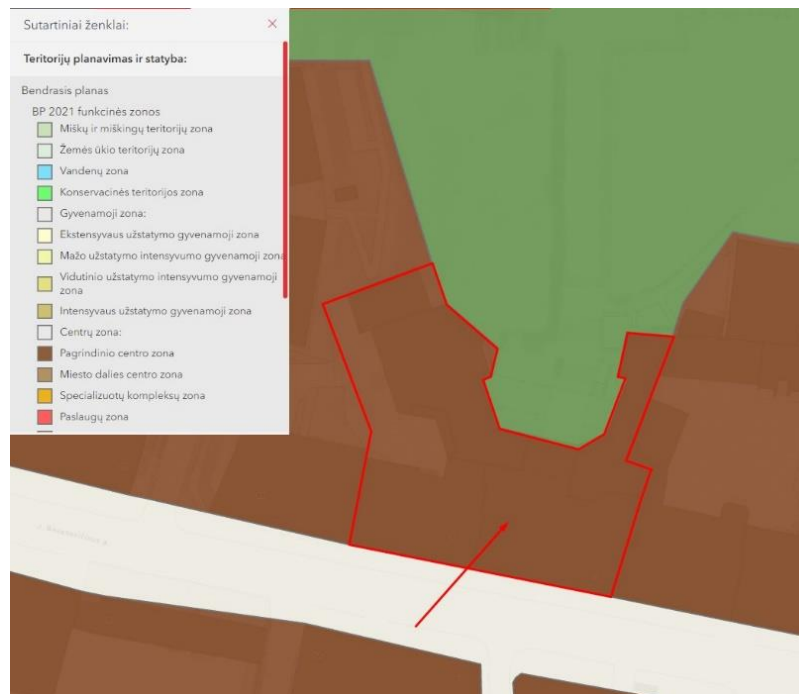 Sutartiniai ženklai:
Teritorijų planavimas ir statyba:
Bendrasis planas
BP 2021 funkcinės zonos
Miškų ir miškingų teritorijų zona
Žemės ūkio teritorijų zona
Vandenų zona
Konservacinės teritorijos zona
Gyvenamoji zona:
Ekstensyvaus užstatymo gyvenamoji zona
Mažo užstatymo intensyvumo gyvenamoji zona
Vidutinio užstatymo intensyvumo gyvenamoji
zona
Intensyvaus užstatymo gyvenamoji zona
Centrų zona:
Pagrindinio centro zona
Miesto dalies centro zona
Specializuotų kompleksų zona
Paslaugų zona